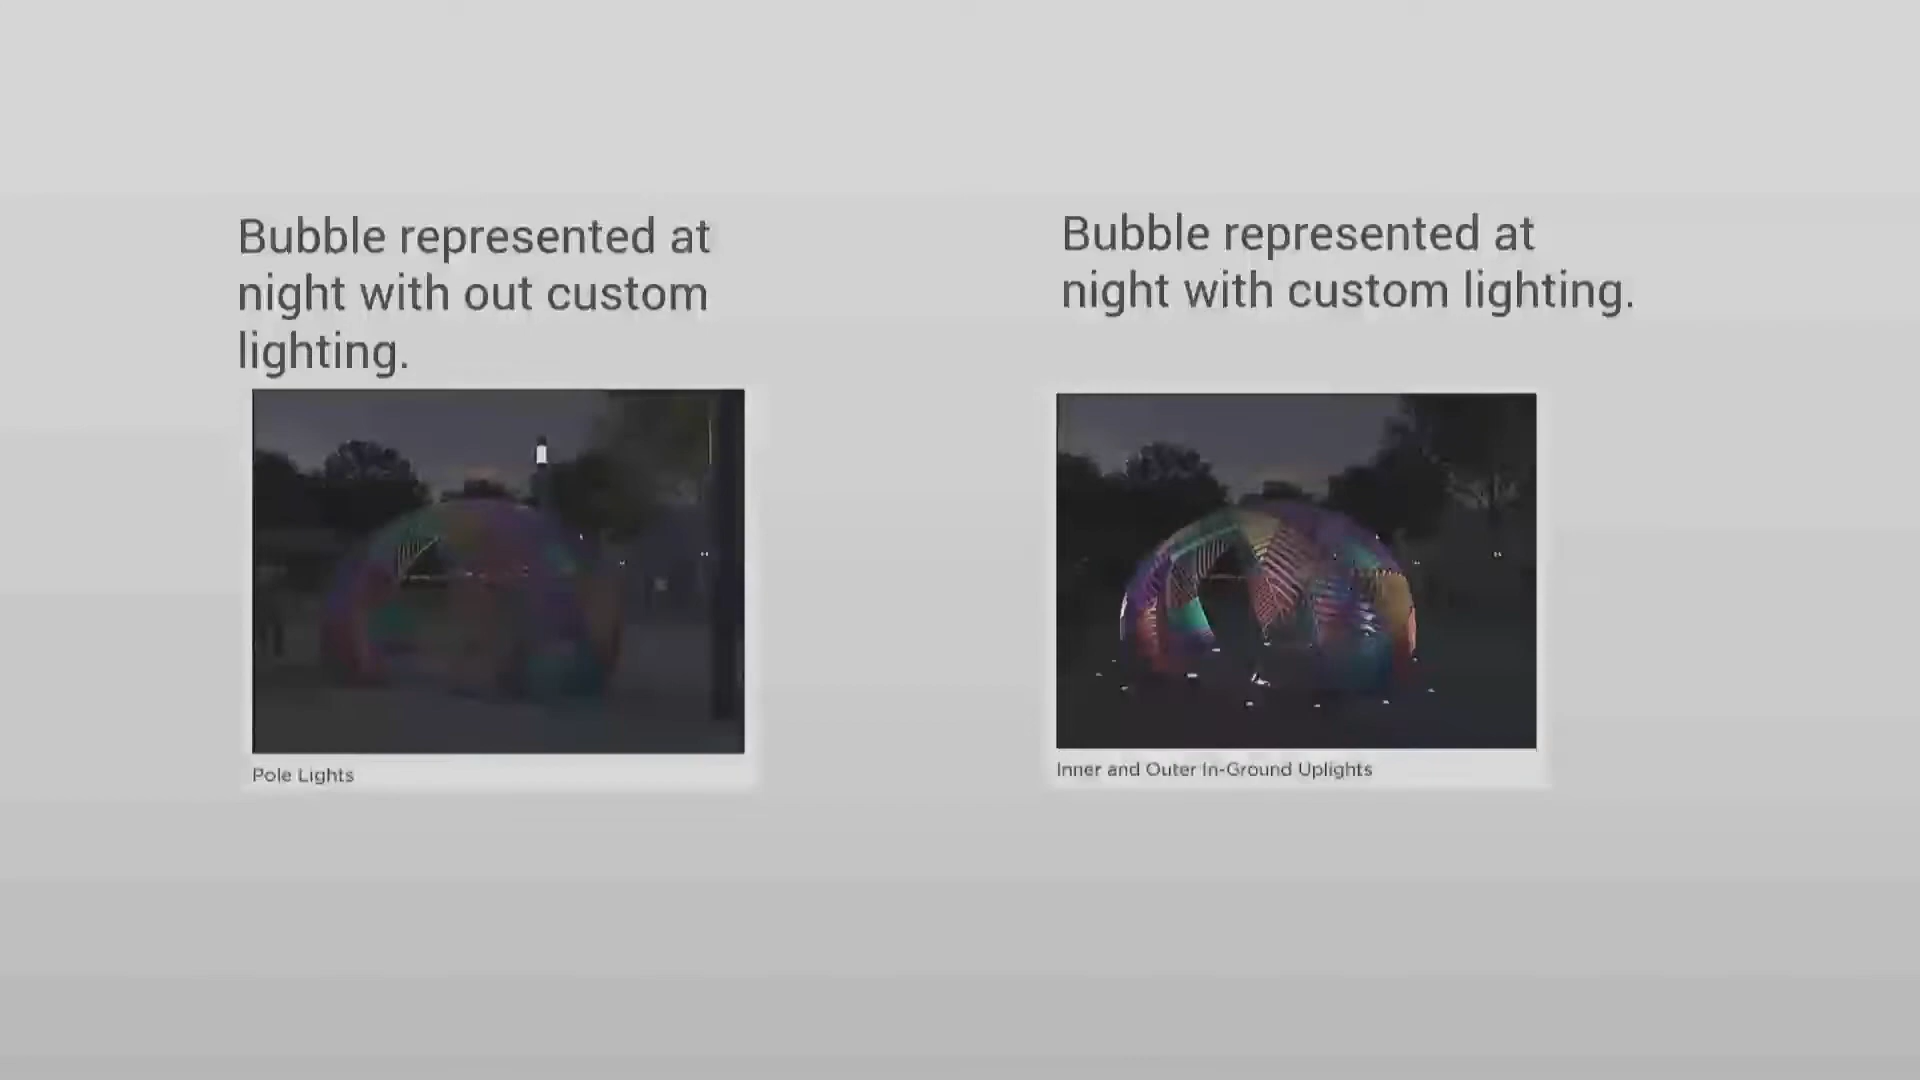 Bubble represented at
night with out custom
lighting.
Pole Lights
Bubble represented at
night with custom lighting.
Inner and Outer In-Ground Uplights